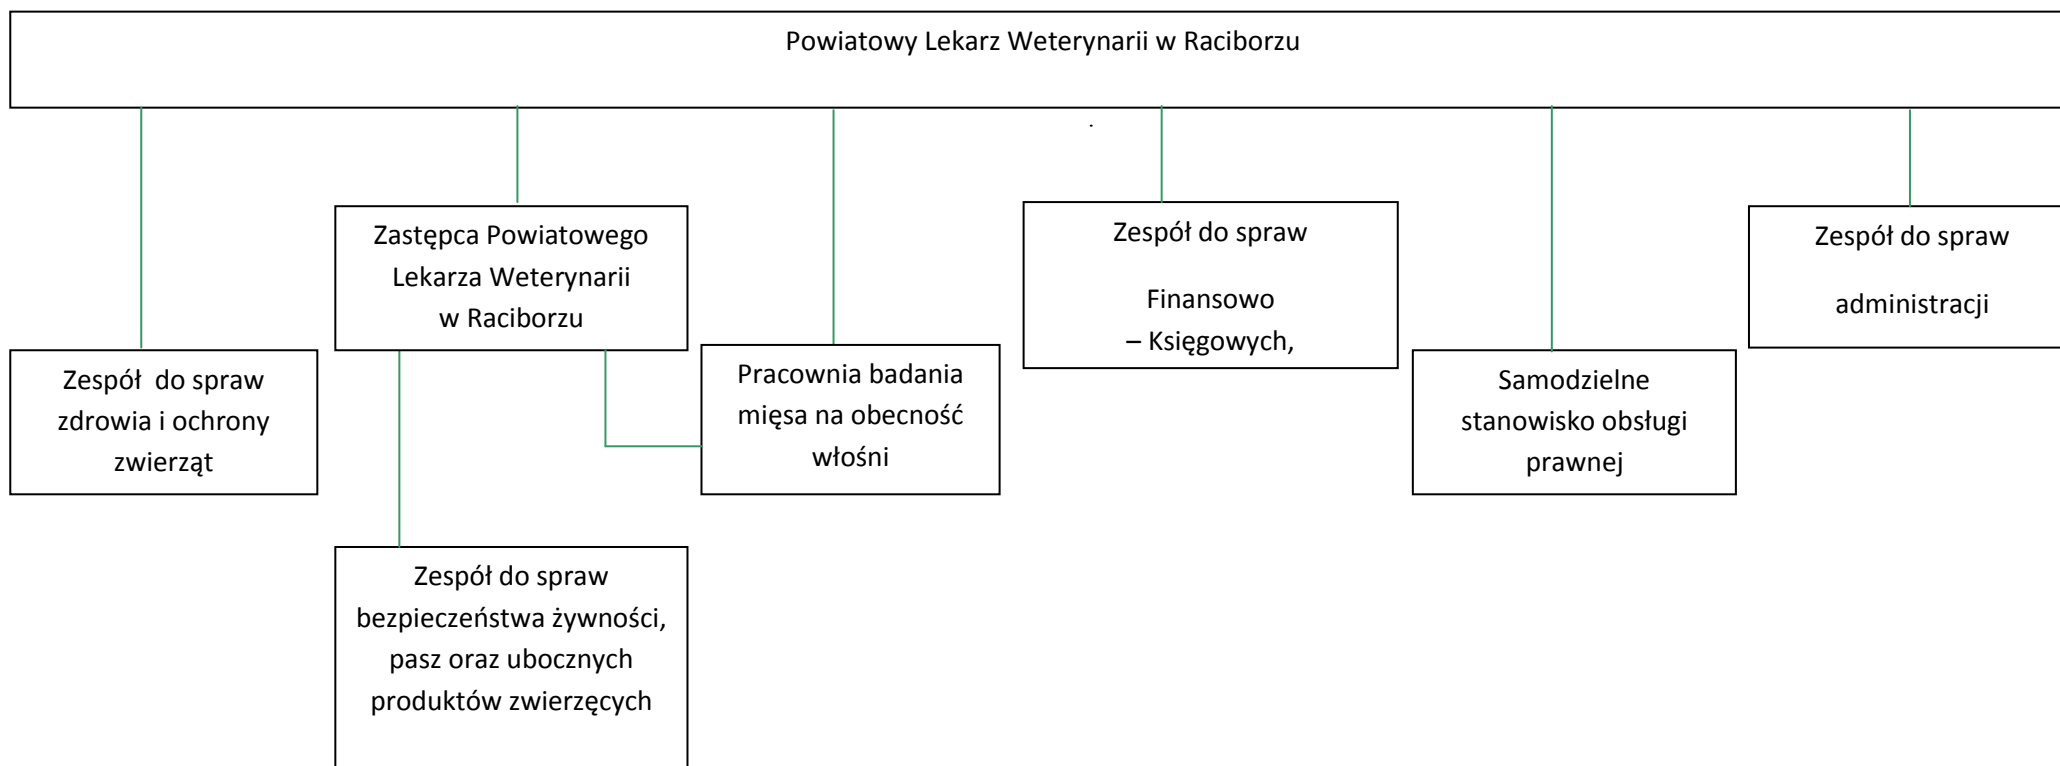 Powiatowy Lekarz Weterynarii w Raciborzu
.
Zastępca Powiatowego
Lekarza Weterynarii
w Raciborzu
Zespół do spraw
Finansowo
– Księgowych,
Zespół do spraw
administracji
Zespół  do spraw
zdrowia i ochrony
zwierząt
Pracownia badania
mięsa na obecność
włośni
Samodzielne
stanowisko obsługi
prawnej
Zespół do spraw
bezpieczeństwa żywności,
pasz oraz ubocznych
produktów zwierzęcych